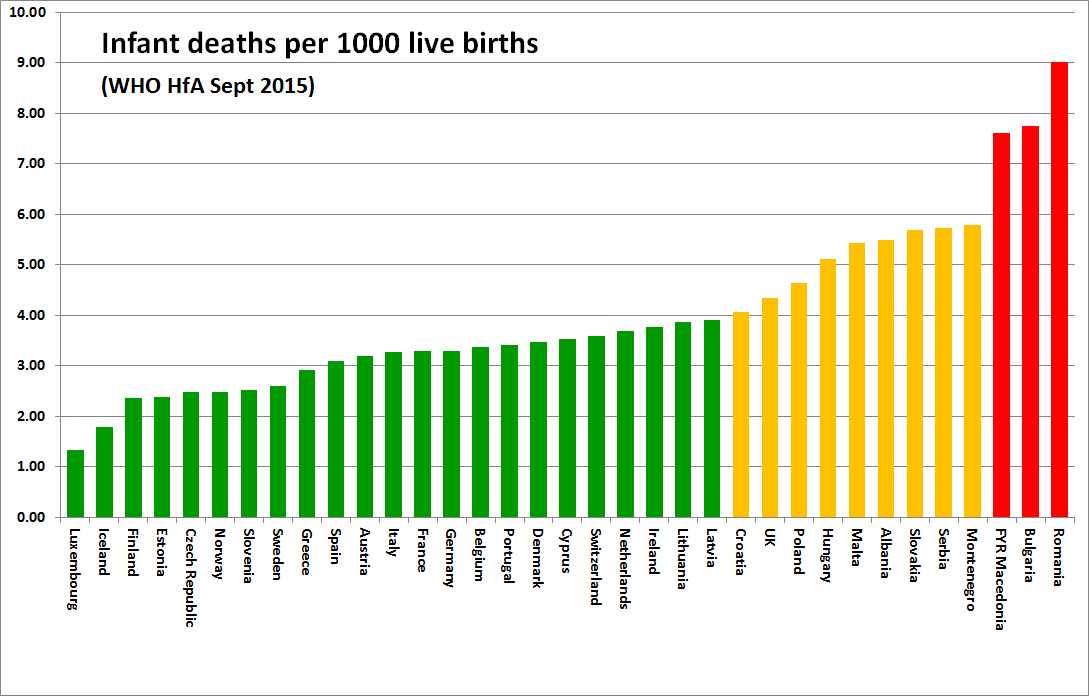 Infant deaths per 1000 live births
(WHO HfA Sept 2015)
10.00
9.00
8.00
7.00
6.00
5.00
4.00
3.00
2.00
1.00
0.00
Luxembourg
Iceland
Finland
Estonia
Czech Republic
Norway
Slovenia
Sweden
Greece
Spain
Austria
Italy
France
Germany
Belgium
Portugal
Denmark
Cyprus
Switzerland
Netherlands
Ireland
Lithuania
Latvia
Croatia
UK
Poland
Hungary
Malta
Albania
Slovakia
Serbia
Montenegro
FYR Macedonia
Bulgaria
Romania